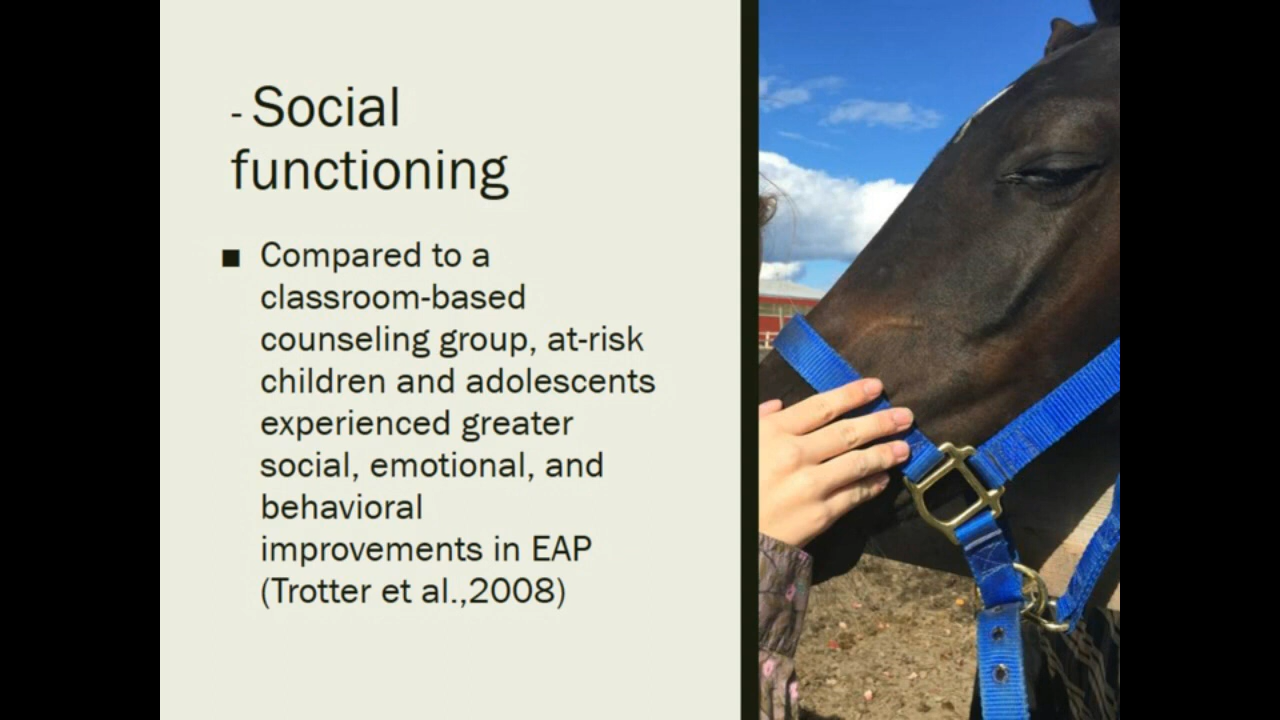 - Social
functioning
■ Compared to a
classroom-based
counseling group, at-risk
children and adolescents
experienced greater
social, emotional, and
behavioral
improvements in EAP
(Trotter et al.,2008)